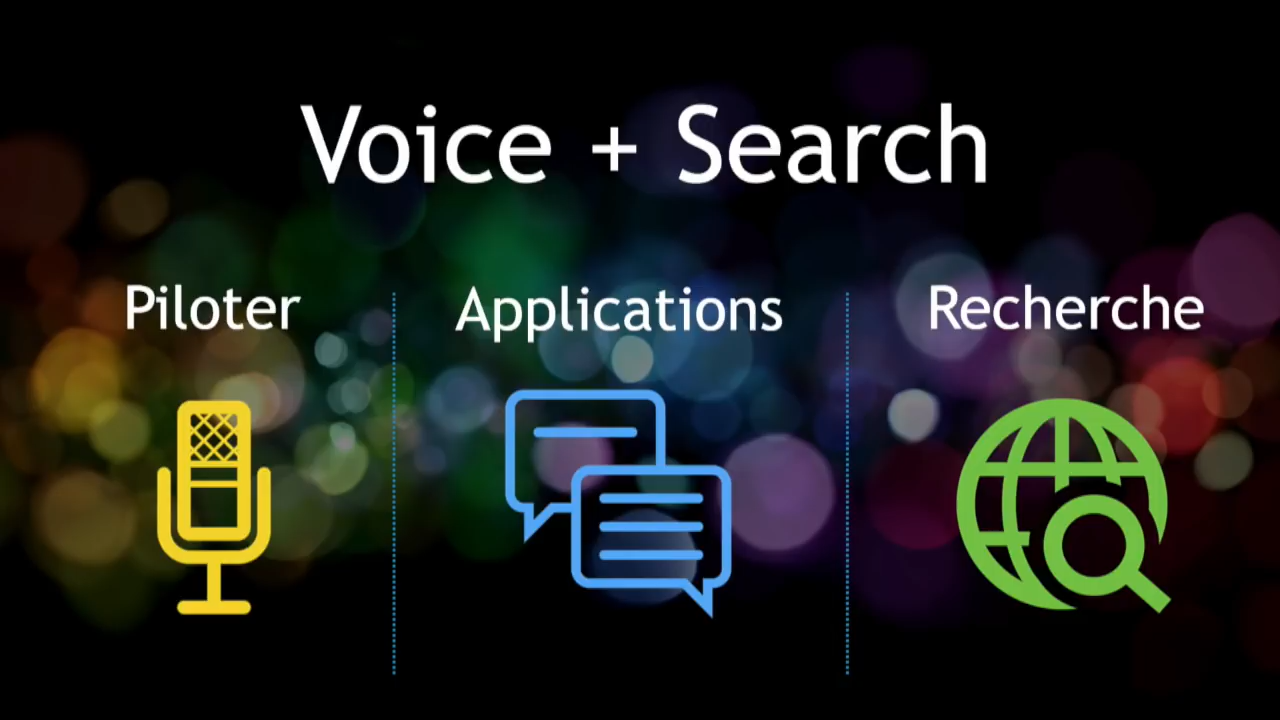 Voice + Search
Piloter
Applications
Recherche